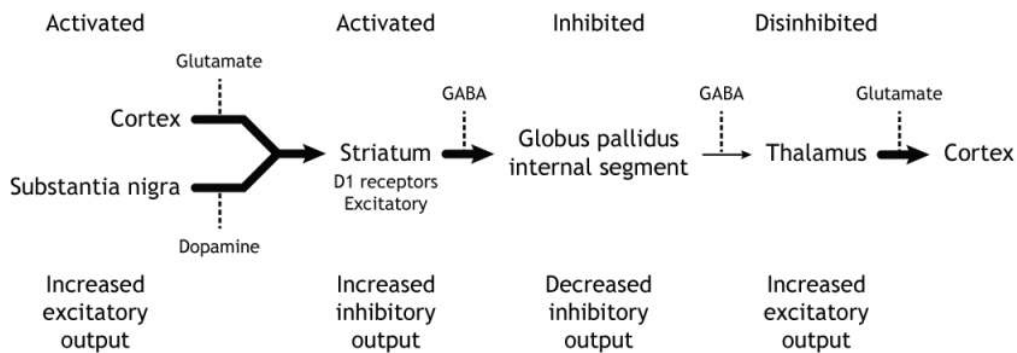 Activated
Activated
Inhibited
Disinhibited
Glutamate
GABA
GABA
Glutamate
Cortex
Substantia nigra
Dopamine
Striatum
D1 receptors
Excitatory
Globus pallidus
internal segment
Thalamus
Cortex
Increased
excitatory
output
Increased
inhibitory
output
Decreased
inhibitory
output
Increased
excitatory
output